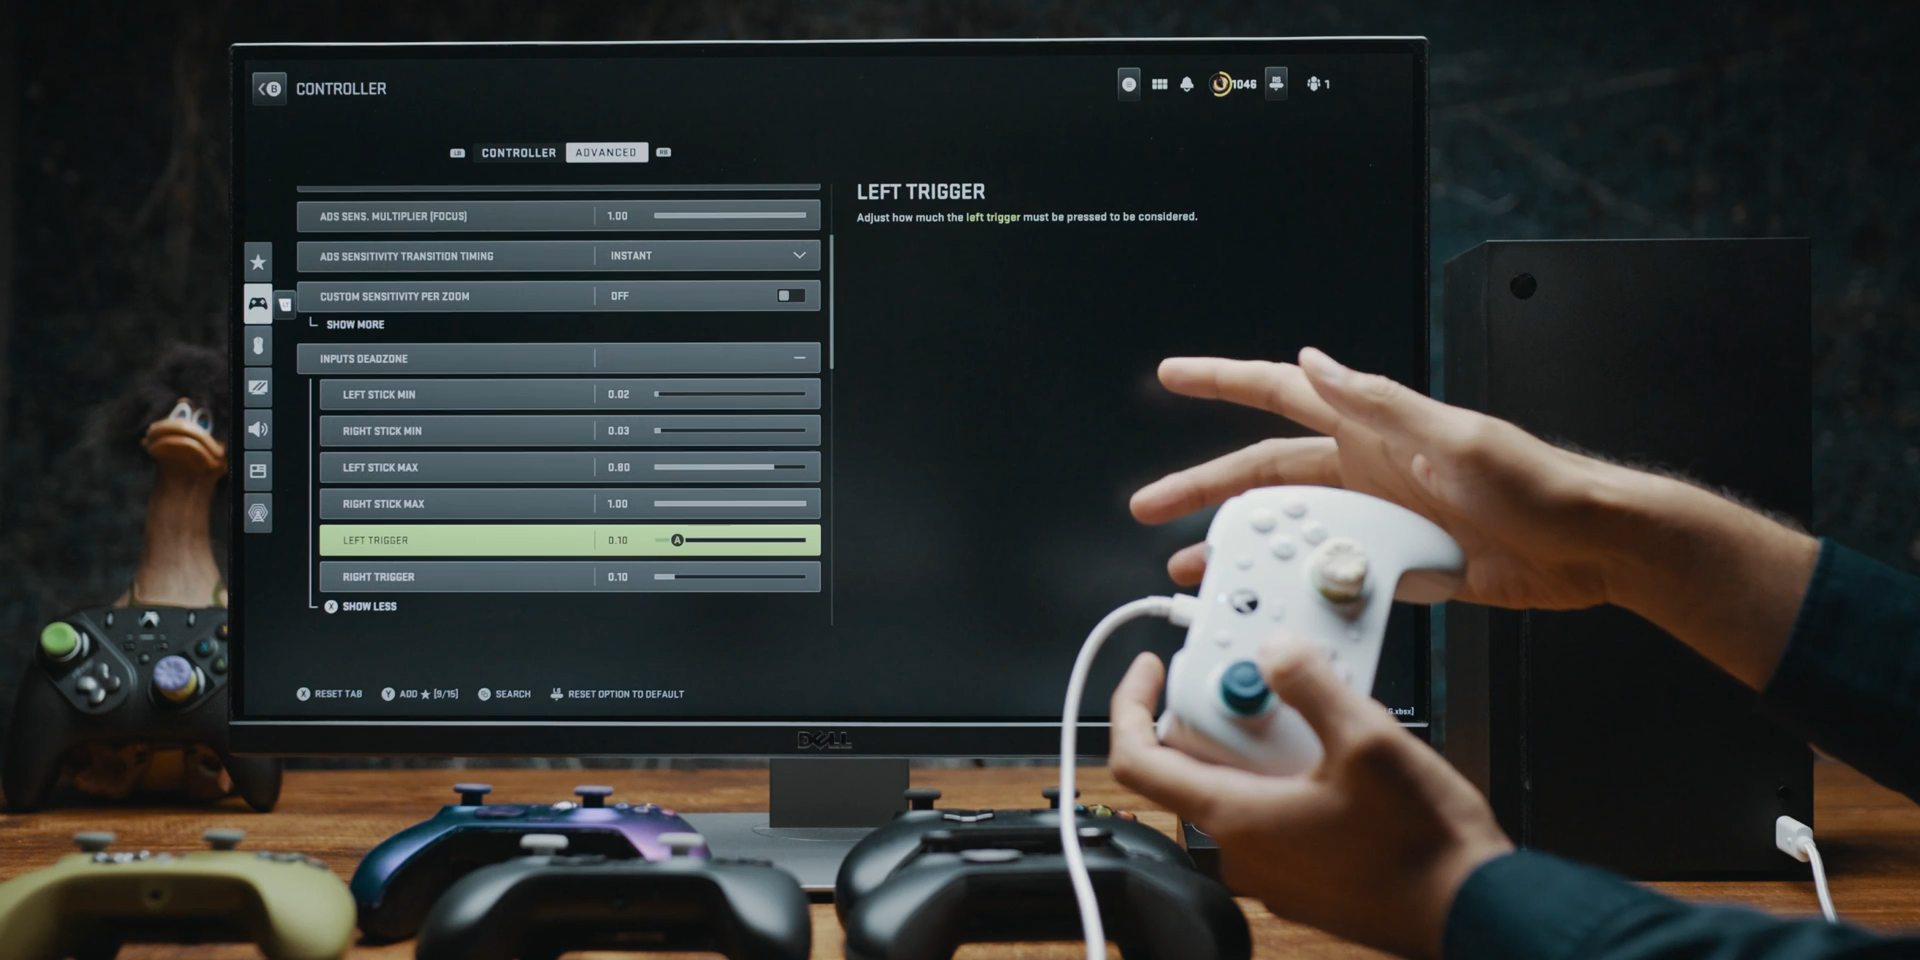 B CONTROLLER
1046
RS
1
LB CONTROLLER ADVANCED RB
LEFT TRIGGER
Adjust how much the left trigger must be pressed to be considered.
ADS SENS. MULTIPLIER (FOCUS) 1.00
ADS SENSITIVITY TRANSITION TIMING INSTANT
CUSTOM SENSITIVITY PER ZOOM OFF
LT
SHOW MORE
INPUTS DEADZONE
LEFT STICK MIN 0.02
RIGHT STICK MIN 0.03
LEFT STICK MAX 0.80
RIGHT STICK MAX 1.00
LEFT TRIGGER 0.10 A
RIGHT TRIGGER 0.10
X SHOW LESS
X RESET TAB Y ADD ★ [9/15] SEARCH RESET OPTION TO DEFAULT
DELL